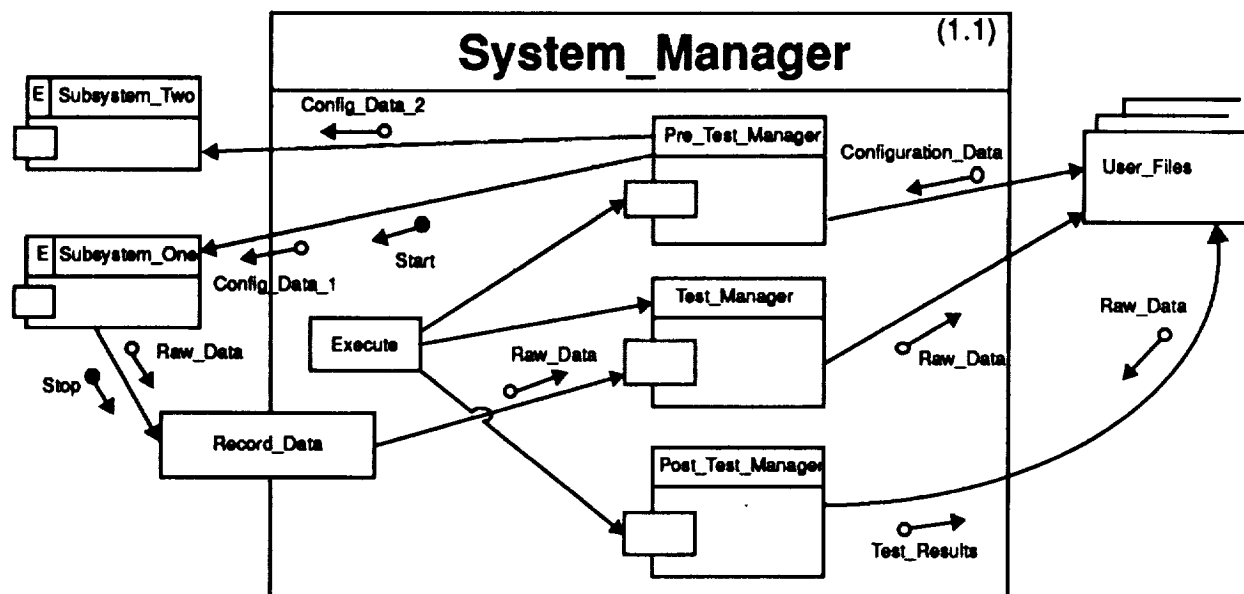 (1.1)
System_Manager
E Subsystem_Two
Config_Data_2
Pre_Test_Manager
Configuration_Data
User_Files
E Subsystem_One
Start
Config_Data_1
Test_Manager
Execute
Raw_Data
Raw_Data
Raw_Data
Raw_Data
Stop
Record_Data
Post_Test_Manager
Test_Results